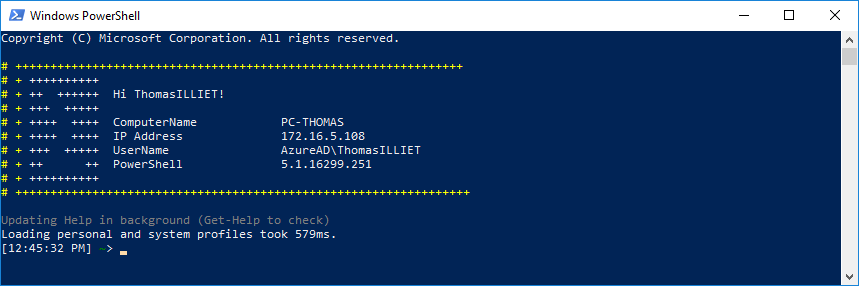 Windows PowerShell
Copyright (C) Microsoft Corporation. All rights reserved.
# ++++++++++++++++++++++++++++++++++++++++++++++++++++++++++++++++
# + ++++++++++
# + ++  ++++++  Hi ThomasILLIET!
# + +++  +++++
# + ++++  ++++  ComputerName            PC-THOMAS
# + ++++  ++++  IP Address              172.16.5.108
# + +++  +++++  UserName                AzureAD\ThomasILLIET
# + ++      ++  PowerShell              5.1.16299.251
# + ++++++++++
# +++++++++++++++++++++++++++++++++++++++++++++++++++++++++++++++++
Updating Help in background (Get-Help to check)
Loading personal and system profiles took 579ms.
[12:45:32 PM] ~> _